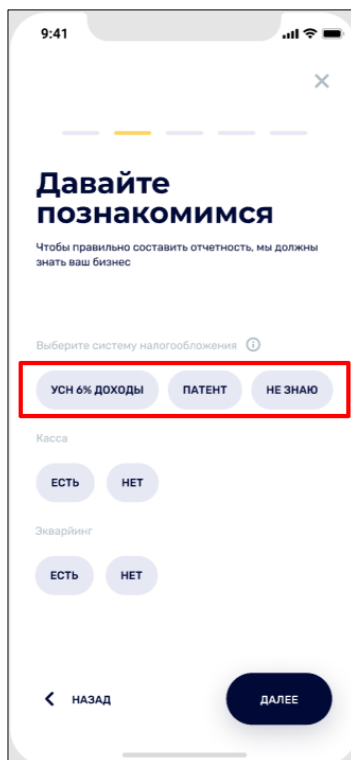 9:41
Давайте
познакомимся
Чтобы правильно составить отчетность, мы должны
знать ваш бизнес
Выберите систему налогообложения
УСН 6% ДОХОДЫ ПАТЕНТ НЕ ЗНАЮ
Касса
ЕСТЬ НЕТ
Экварйинг
ЕСТЬ НЕТ
НАЗАД ДАЛЕЕ